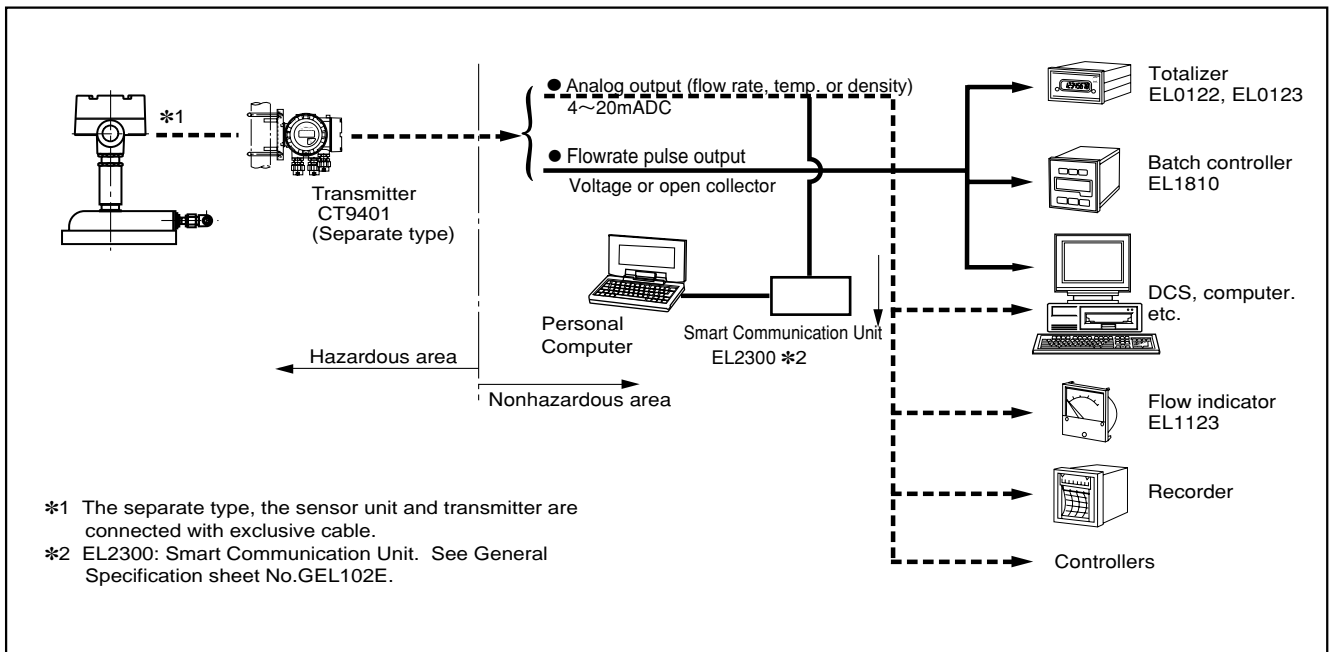 ✻1
Transmitter
CT9401
(Separate type)
● Analog output (flow rate, temp. or density)
4～20mADC
● Flowrate pulse output
Voltage or open collector
Personal
Computer
Smart Communication Unit
EL2300 ✻2
Hazardous area
Nonhazardous area
Totalizer
EL0122, EL0123
Batch controller
EL1810
DCS, computer.
etc.
Flow indicator
EL1123
Recorder
Controllers
✻1 The separate type, the sensor unit and transmitter are
connected with exclusive cable.
✻2 EL2300: Smart Communication Unit. See General
Specification sheet No.GEL102E.